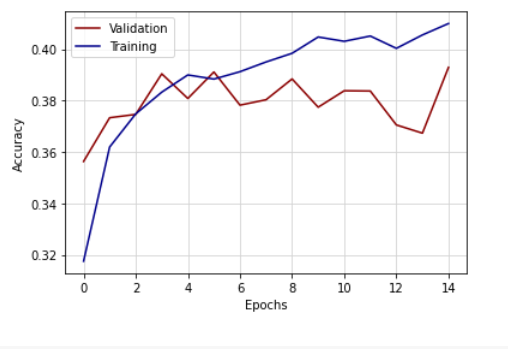 Validation
Training
0.40
0.38
0.36
0.34
0.32
Accuracy
0 2 4 6 8 10 12 14
Epochs